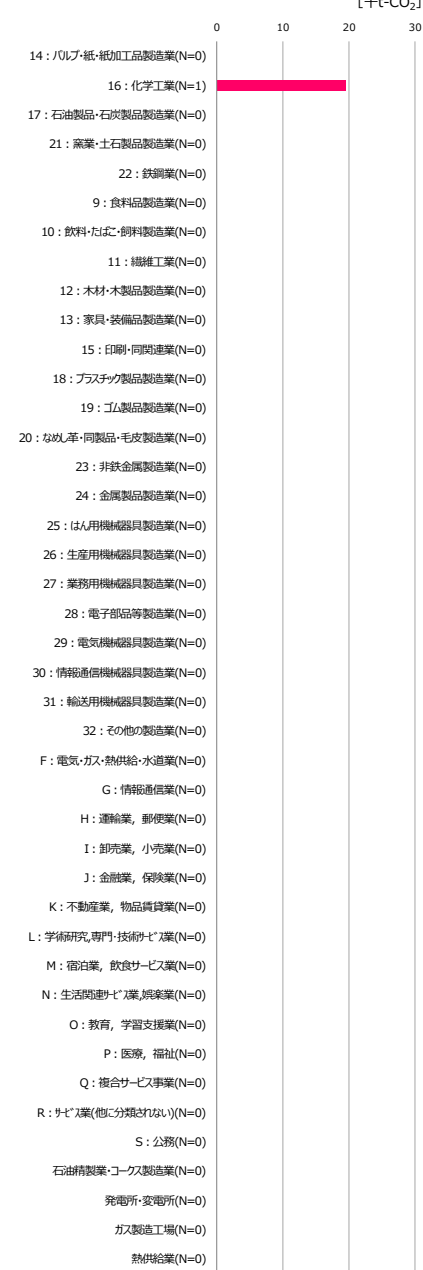 [千t-CO2]
0 10 20 30
14：パルプ・紙・紙加工品製造業(N=0)
16：化学工業(N=1)
17：石油製品・石炭製品製造業(N=0)
21：窯業・土石製品製造業(N=0)
22：鉄鋼業(N=0)
9：食料品製造業(N=0)
10：飲料・たばこ・飼料製造業(N=0)
11：繊維工業(N=0)
12：木材・木製品製造業(N=0)
13：家具・装備品製造業(N=0)
15：印刷・同関連業(N=0)
18：プラスチック製品製造業(N=0)
19：ゴム製品製造業(N=0)
20：なめし革・同製品・毛皮製造業(N=0)
23：非鉄金属製造業(N=0)
24：金属製品製造業(N=0)
25：はん用機械器具製造業(N=0)
26：生産用機械器具製造業(N=0)
27：業務用機械器具製造業(N=0)
28：電子部品等製造業(N=0)
29：電気機械器具製造業(N=0)
30：情報通信機械器具製造業(N=0)
31：輸送用機械器具製造業(N=0)
32：その他の製造業(N=0)
F：電気・ガス・熱供給・水道業(N=0)
G：情報通信業(N=0)
H：運輸業，郵便業(N=0)
I：卸売業，小売業(N=0)
J：金融業，保険業(N=0)
K：不動産業，物品賃貸業(N=0)
L：学術研究,専門・技術ｻｰﾋﾞｽ業(N=0)
M：宿泊業，飲食サービス業(N=0)
N：生活関連ｻｰﾋﾞｽ業,娯楽業(N=0)
O：教育，学習支援業(N=0)
P：医療，福祉(N=0)
Q：複合サービス事業(N=0)
R：ｻｰﾋﾞｽ業(他に分類されない)(N=0)
S：公務(N=0)
石油精製業・コークス製造業(N=0)
発電所・変電所(N=0)
ガス製造工場(N=0)
熱供給業(N=0)